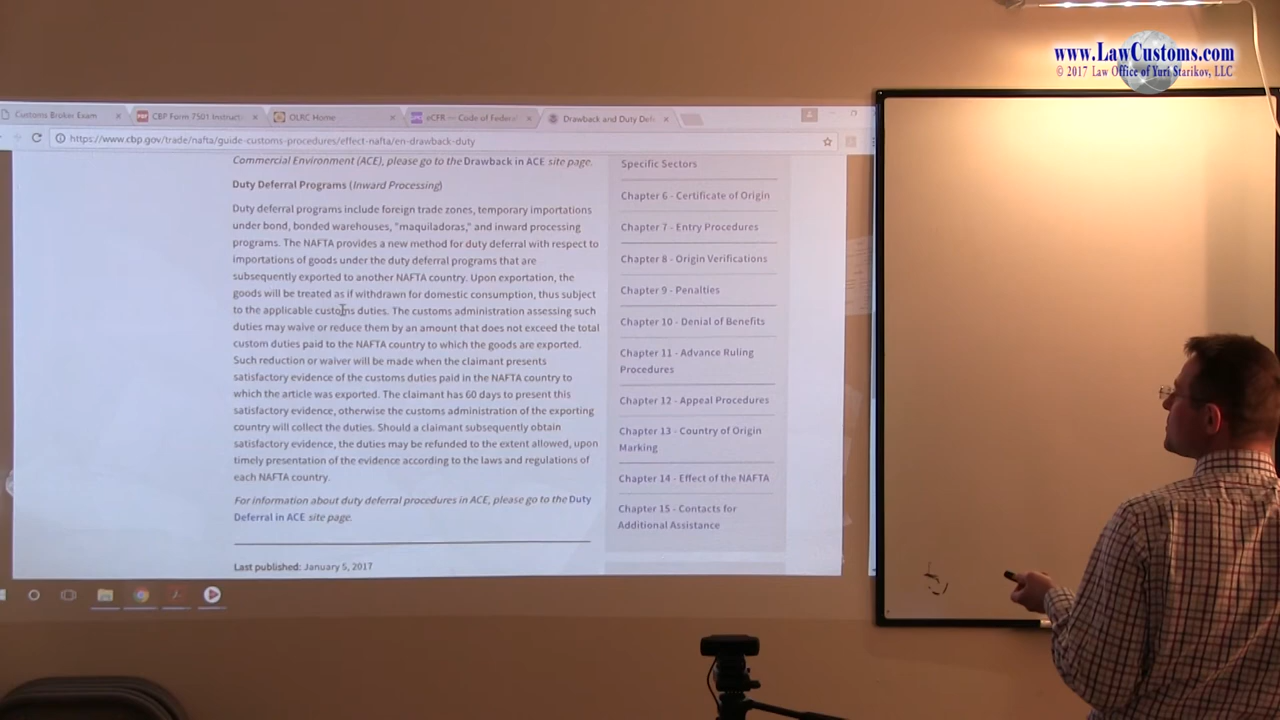 www.LawCustoms.com
© 2017 Law Office of Yuri Starikov, LLC
Customs Broker Exam
CBP Form 7501 Instructi
OLRC Home
eCFR — Code of Federal
Drawback and Duty Def
https://www.cbp.gov/trade/nafta/guide-customs-procedures/effect-nafta/en-drawback-duty
Commercial Environment (ACE), please go to the Drawback in ACE site page.
Duty Deferral Programs (Inward Processing)
Duty deferral programs include foreign trade zones, temporary importations
under bond, bonded warehouses, "maquiladoras," and inward processing
programs. The NAFTA provides a new method for duty deferral with respect to
importations of goods under the duty deferral programs that are
subsequently exported to another NAFTA country. Upon exportation, the
goods will be treated as if withdrawn for domestic consumption, thus subject
to the applicable customs duties. The customs administration assessing such
duties may waive or reduce them by an amount that does not exceed the total
custom duties paid to the NAFTA country to which the goods are exported.
Such reduction or waiver will be made when the claimant presents
satisfactory evidence of the customs duties paid in the NAFTA country to
which the article was exported. The claimant has 60 days to present this
satisfactory evidence, otherwise the customs administration of the exporting
country will collect the duties. Should a claimant subsequently obtain
satisfactory evidence, the duties may be refunded to the extent allowed, upon
timely presentation of the evidence according to the laws and regulations of
each NAFTA country.
For information about duty deferral procedures in ACE, please go to the Duty
Deferral in ACE site page.
Last published: January 5, 2017
Specific Sectors
Chapter 6 - Certificate of Origin
Chapter 7 - Entry Procedures
Chapter 8 - Origin Verifications
Chapter 9 - Penalties
Chapter 10 - Denial of Benefits
Chapter 11 - Advance Ruling
Procedures
Chapter 12 - Appeal Procedures
Chapter 13 - Country of Origin
Marking
Chapter 14 - Effect of the NAFTA
Chapter 15 - Contacts for
Additional Assistance